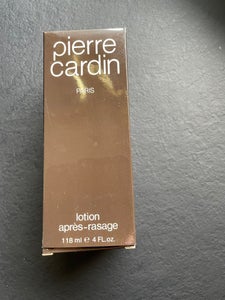 pierre
cardin
PARIS
lotion
après-rasage
118 ml e 4 FL.oz.